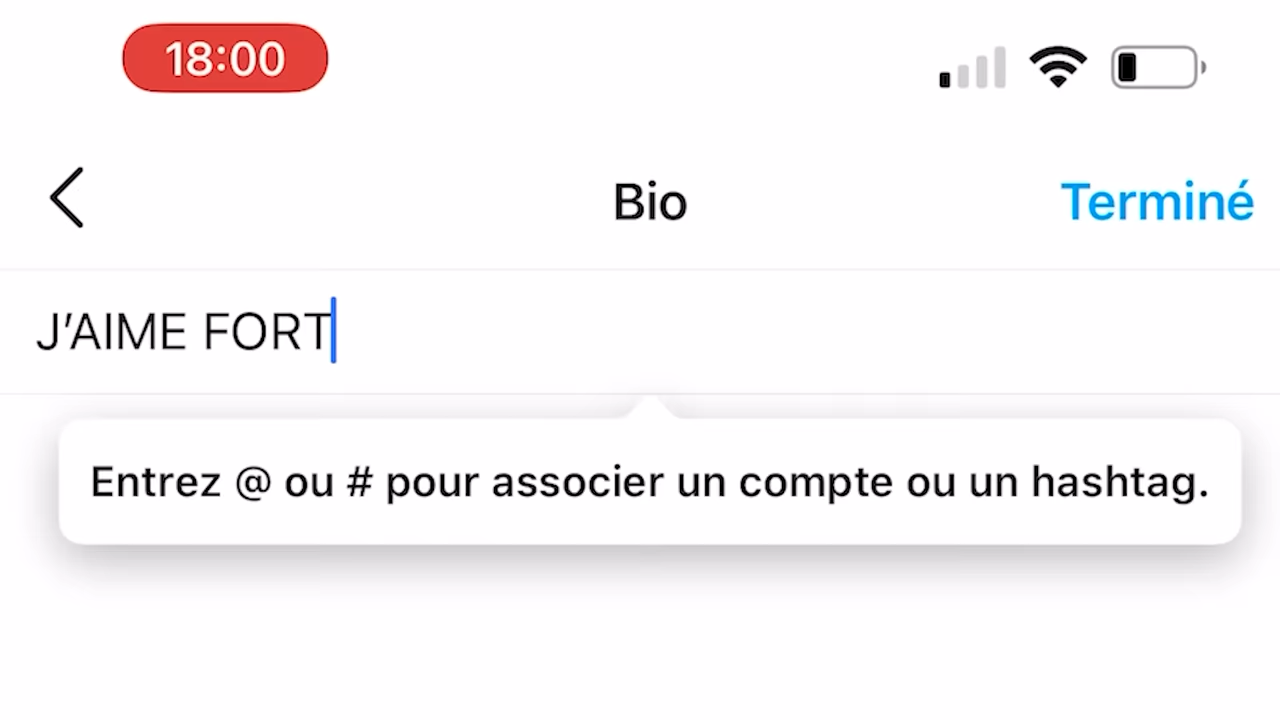 18:00
Bio
Terminé
J'AIME FORT
Entrez @ ou # pour associer un compte ou un hashtag.